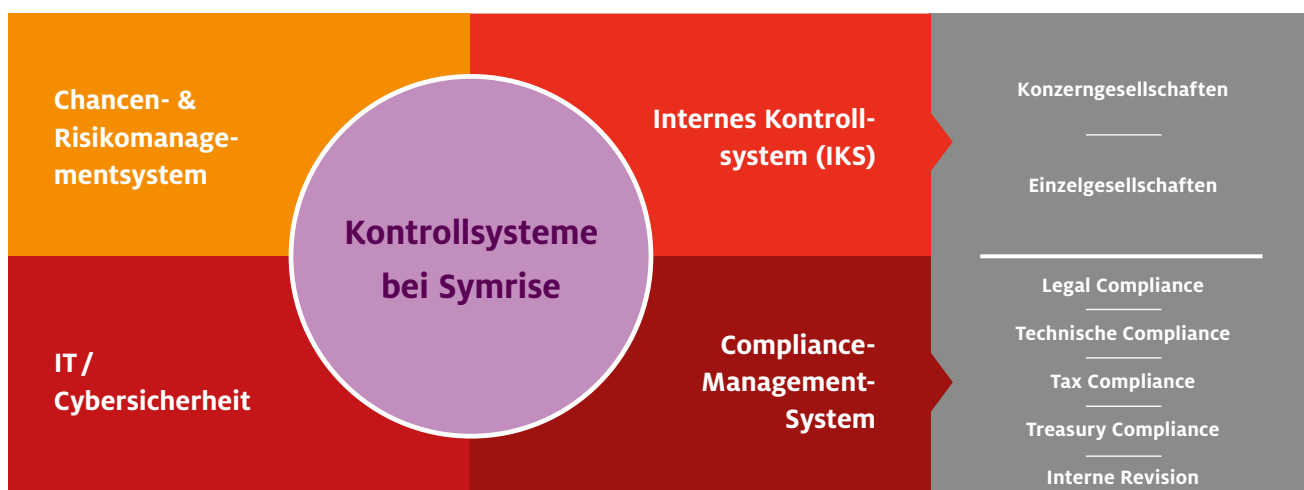 Chancen- &
Risikomanage-
mentsystem
Internes Kontroll-
system (IKS)
Kontrollsysteme
bei Symrise
IT /
Cybersicherheit
Compliance-
Management-
System
Konzerngesellschaften
Einzelgesellschaften
Legal Compliance
Technische Compliance
Tax Compliance
Treasury Compliance
Interne Revision